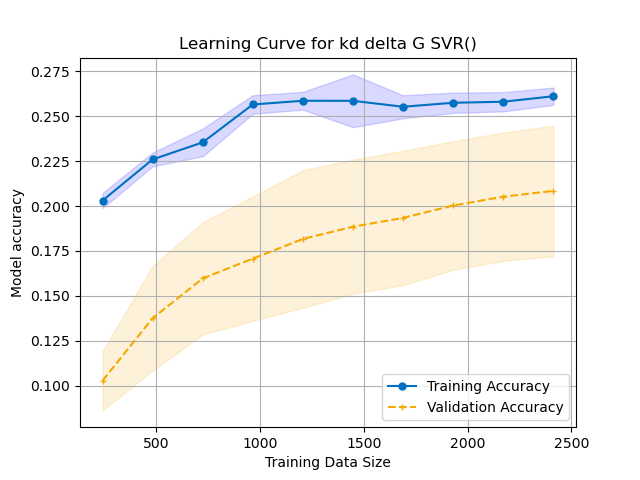 Learning Curve for kd delta G SVR()
Model accuracy
0.275
0.250
0.225
0.200
0.175
0.150
0.125
0.100
Training Accuracy
Validation Accuracy
500 1000 1500 2000 2500
Training Data Size